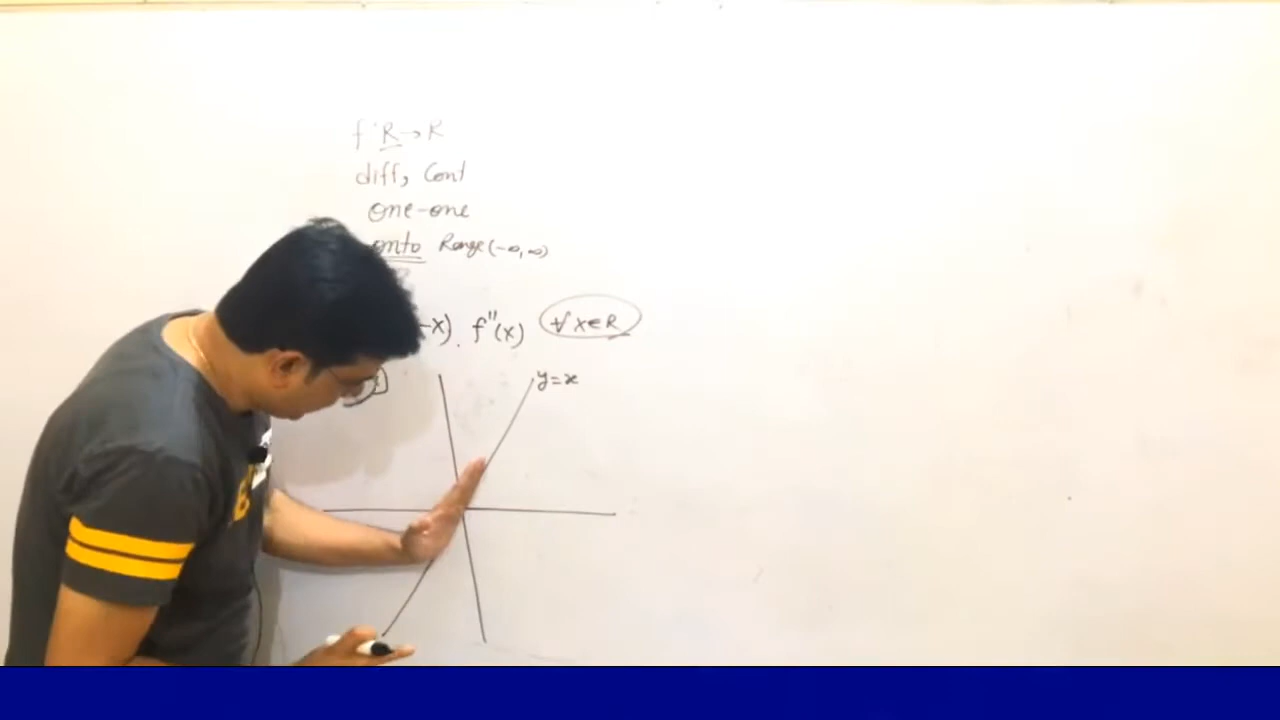 f: R→R
diff, Cont
one-one
onto Range(-∞,∞)
-x). f''(x) ∀ x∈R
y=x